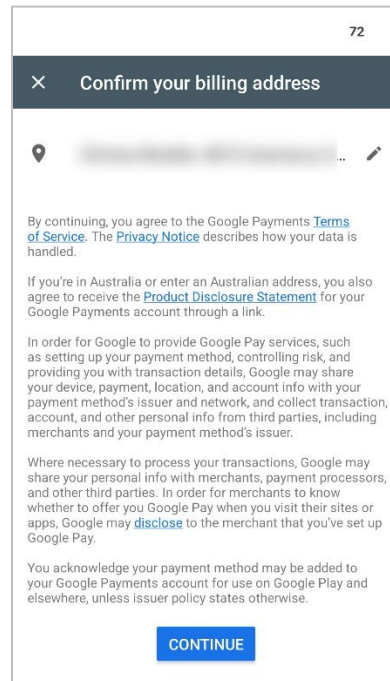 72
Confirm your billing address
By continuing, you agree to the Google Payments Terms
of Service. The Privacy Notice describes how your data is
handled.
If you're in Australia or enter an Australian address, you also
agree to receive the Product Disclosure Statement for your
Google Payments account through a link.
In order for Google to provide Google Pay services, such
as setting up your payment method, controlling risk, and
providing you with transaction details, Google may share
your device, payment, location, and account info with your
payment method's issuer and network, and collect transaction,
account, and other personal info from third parties, including
merchants and your payment method's issuer.
Where necessary to process your transactions, Google may
share your personal info with merchants, payment processors,
and other third parties. In order for merchants to know
whether to offer you Google Pay when you visit their sites or
apps, Google may disclose to the merchant that you've set up
Google Pay.
You acknowledge your payment method may be added to
your Google Payments account for use on Google Play and
elsewhere, unless issuer policy states otherwise.
CONTINUE